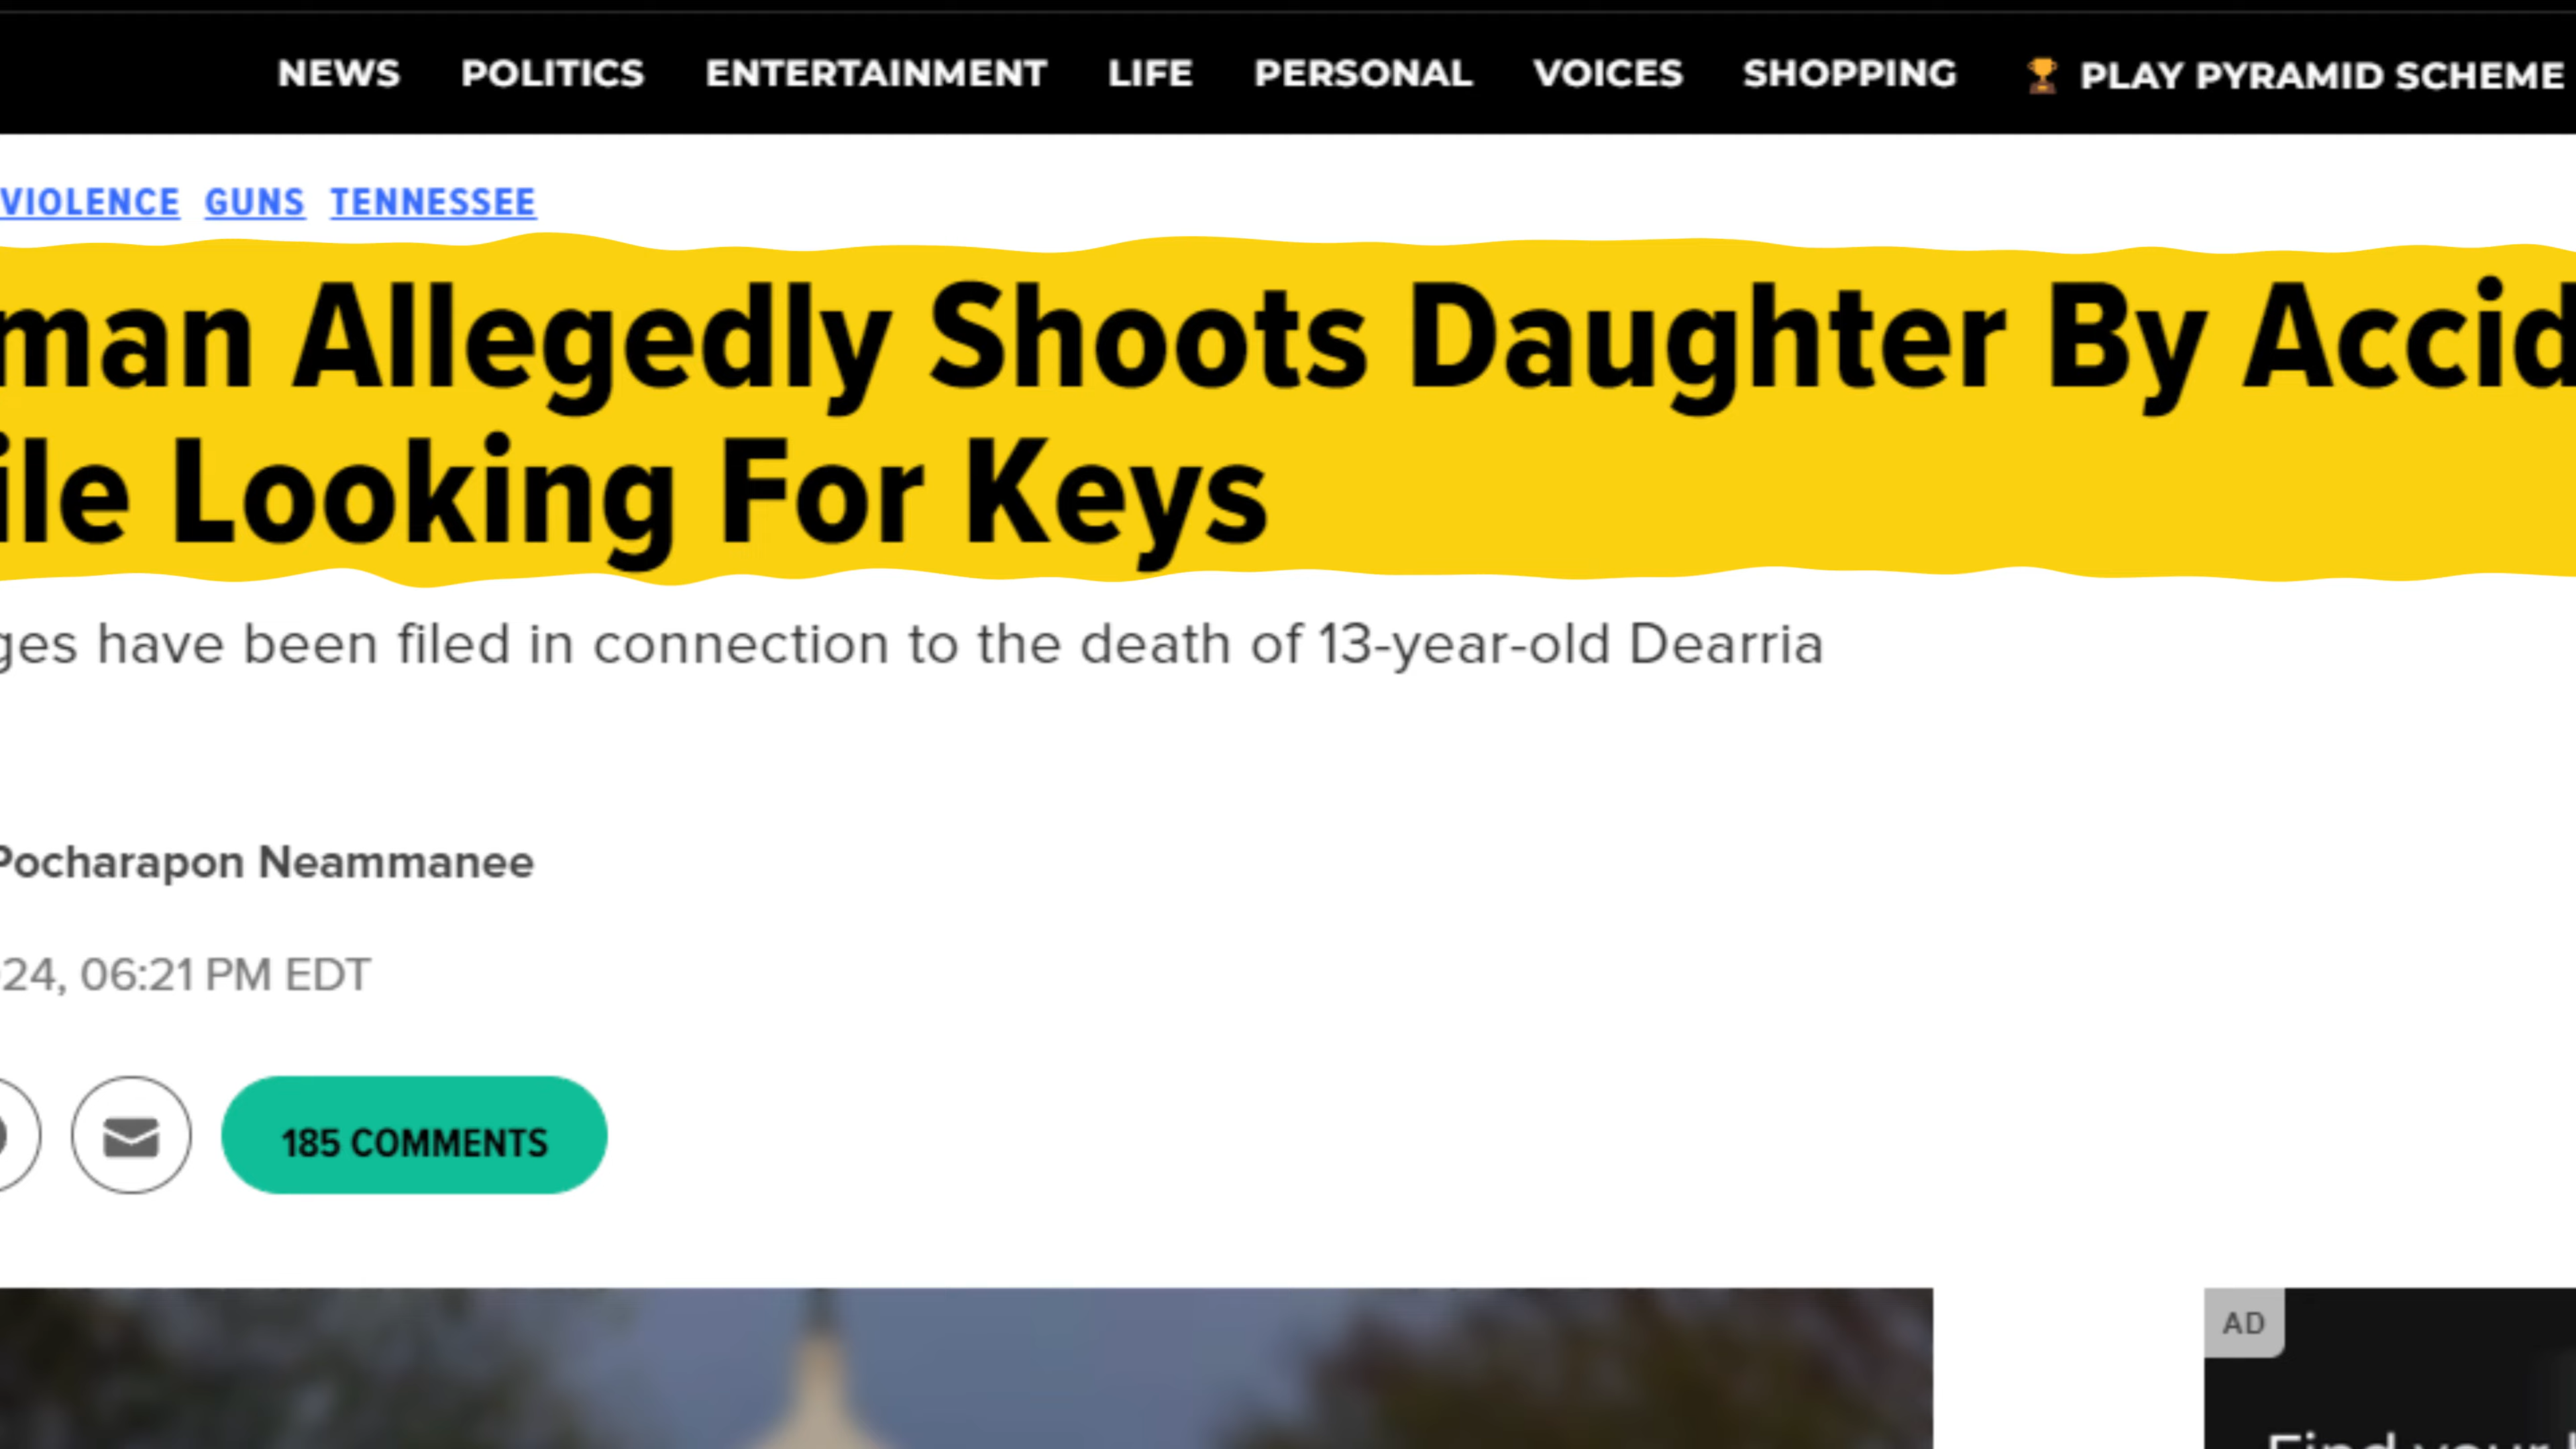 NEWS POLITICS ENTERTAINMENT LIFE PERSONAL VOICES SHOPPING PLAY PYRAMID SCHEME
VIOLENCE GUNS TENNESSEE
man Allegedly Shoots Daughter By Accid
ile Looking For Keys
ges have been filed in connection to the death of 13-year-old Dearria
Pocharapon Neammanee
24, 06:21 PM EDT
185 COMMENTS
AD
Find your